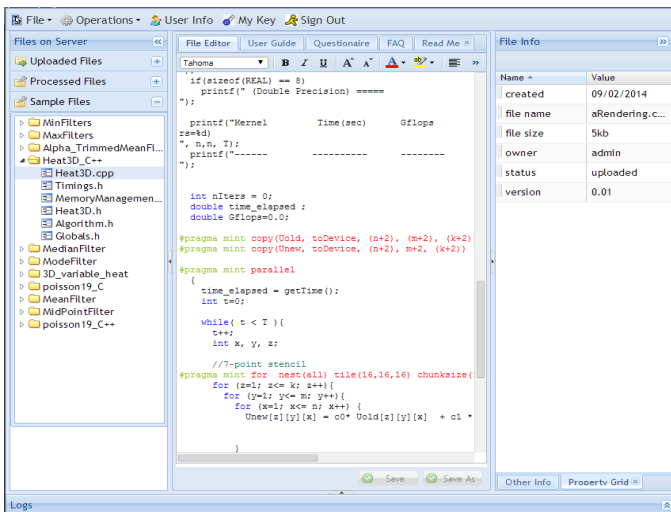 File Operations User Info My Key Sign Out
Files on Server
Uploaded Files
Processed Files
Sample Files
MinFilters
MaxFilters
Alpha_TrimmedMeanFi...
Heat3D_C++
Heat3D.cpp
Timings.h
MemoryManagemen...
Heat3D.h
Algorithm.h
Globals.h
MedianFilter
ModeFilter
3D_variable_heat
poisson19_C
MeanFilter
MidPointFilter
poisson19_C++
File Editor User Guide Questionaire FAQ Read Me
Tahoma B I U A A A
if(sizeof(REAL) == 8)
printf(" (Double Precision) =====
");
printf("Kernel Time(sec) Gflops
rs=%d)
", n,n, T);
printf("------ ---------- --------
");
int nIters = 0;
double time_elapsed ;
double Gflops=0.0;
#pragma mint copy(Uold, toDevice, (n+2), (m+2), (k+2)
#pragma mint copy(Unew, toDevice, (n+2), m+2, (k+2))
#pragma mint parallel
{
time_elapsed = getTime();
int t=0;
while( t < T ){
t++;
int x, y, z;
//7-point stencil
#pragma mint for nest(all) tile(16,16,16) chunksize(
for (z=1; z<= k; z++){
for (y=1; y<= m; y++){
for (x=1; x<= n; x++) {
Unew[z][y][x] = c0* Uold[z][y][x] + c1 *
}
Save Save As
File Info
Name Value
created 09/02/2014
file name aRendering.c...
file size 5kb
owner admin
status uploaded
version 0.01
Other Info Property Grid
Logs